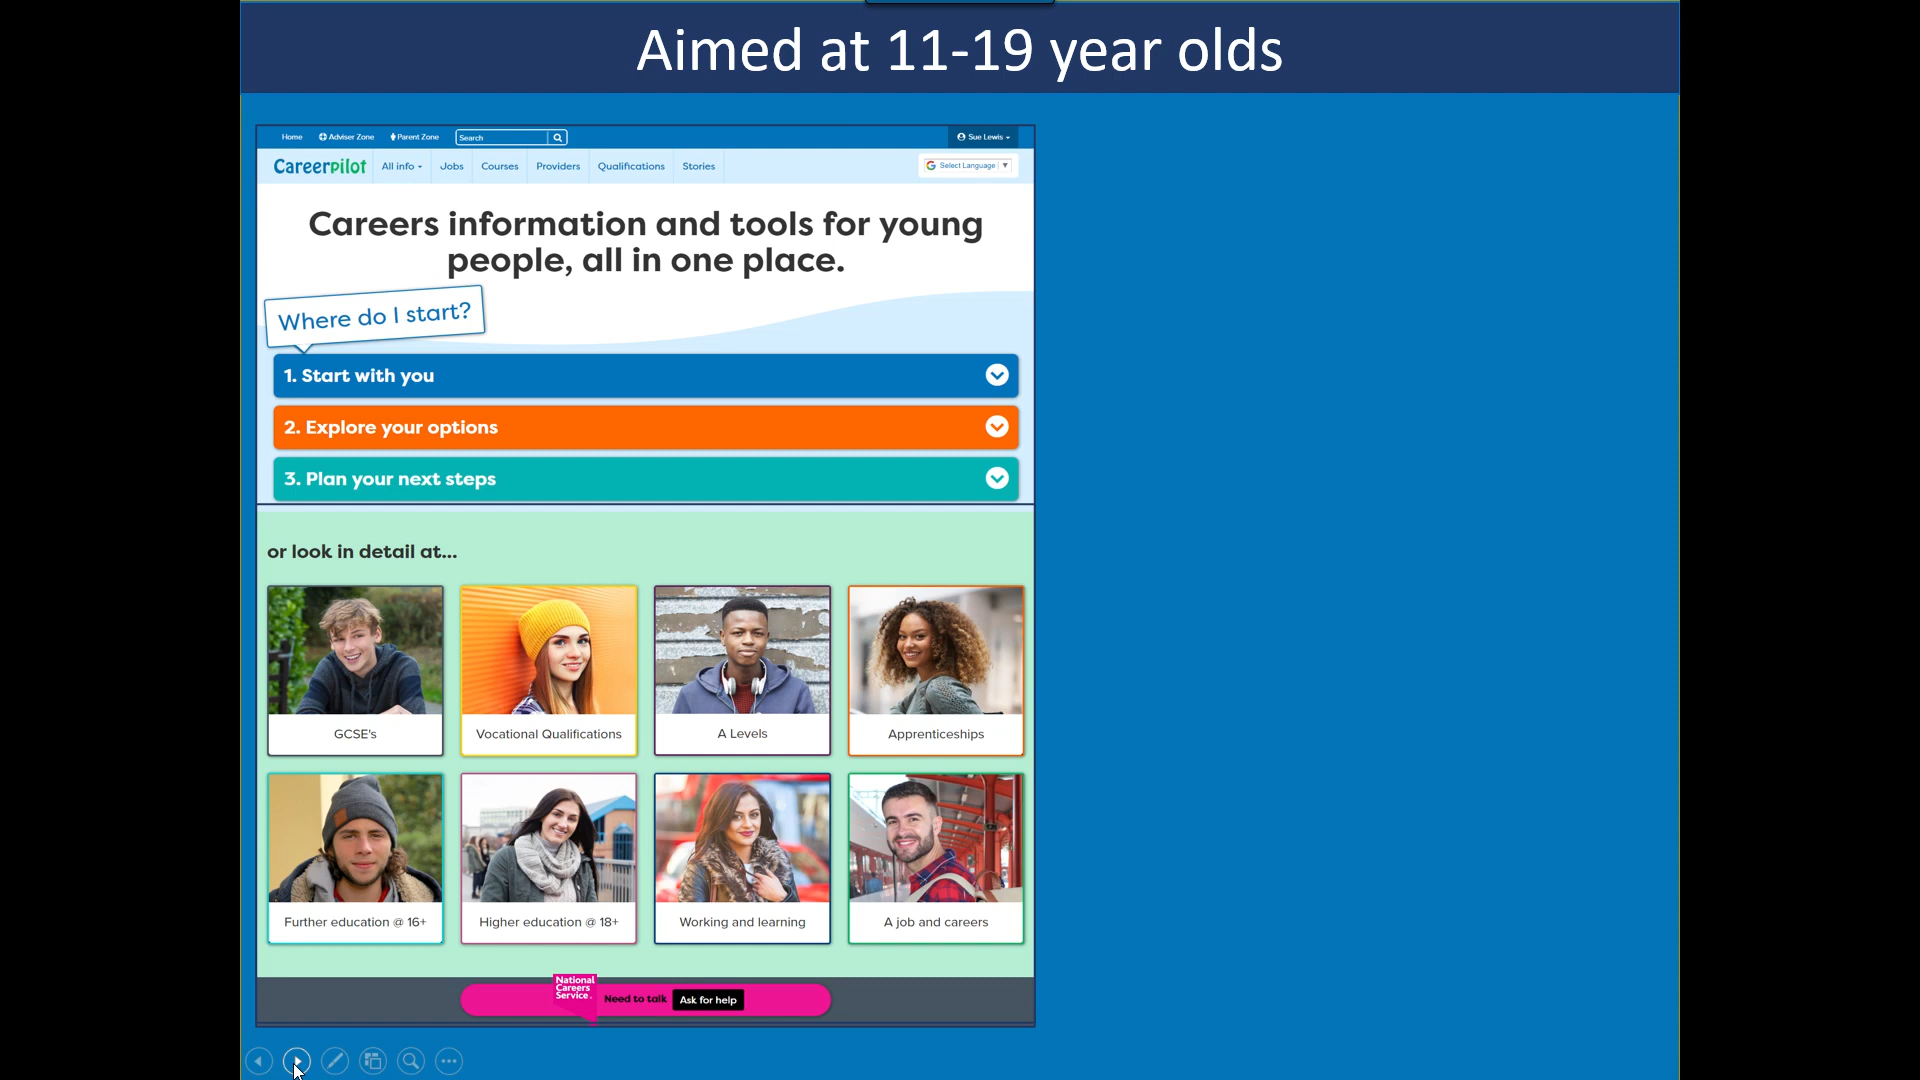 Aimed at 11-19 year olds
Home Adviser Zone Parent Zone Search Sue Lewis
Careerpilot All info Jobs Courses Providers Qualifications Stories Select Language
Careers information and tools for young
people, all in one place.
Where do I start?
1. Start with you
2. Explore your options
3. Plan your next steps
or look in detail at...
GCSE's Vocational Qualifications A Levels Apprenticeships
Further education @ 16+ Higher education @ 18+ Working and learning A job and careers
National
Careers
Service.
Need to talk Ask for help